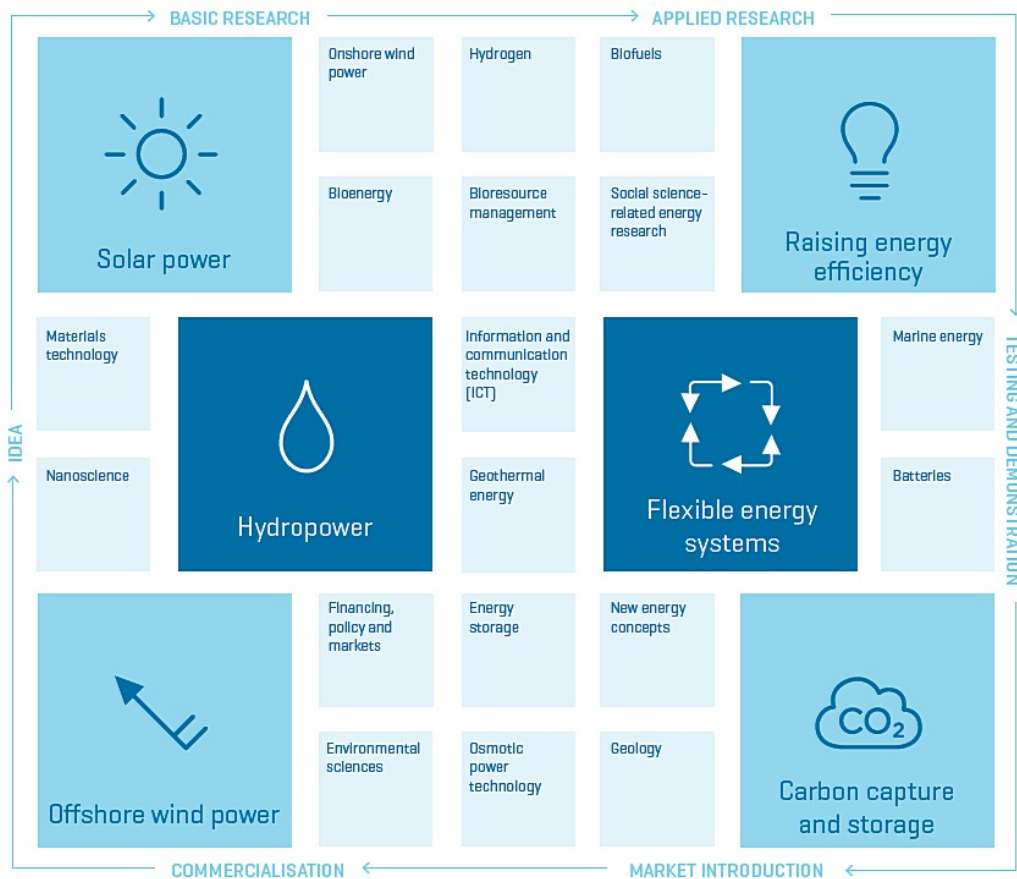 BASIC RESEARCH
APPLIED RESEARCH
Solar power
Onshore wind
power
Hydrogen
Biofuels
Raising energy
efficiency
Bioenergy
Bioresource
management
Social science-
related energy
research
Materials
technology
Hydropower
Information and
communication
technology
(ICT)
Flexible energy
systems
Marine energy
TESTING AND DEMONSTRATION
IDEA
Nanoscience
Geothermal
energy
Batteries
Offshore wind power
Financing,
policy and
markets
Energy
storage
New energy
concepts
CO₂
Carbon capture
and storage
Environmental
sciences
Osmotic
power
technology
Geology
COMMERCIALISATION
MARKET INTRODUCTION